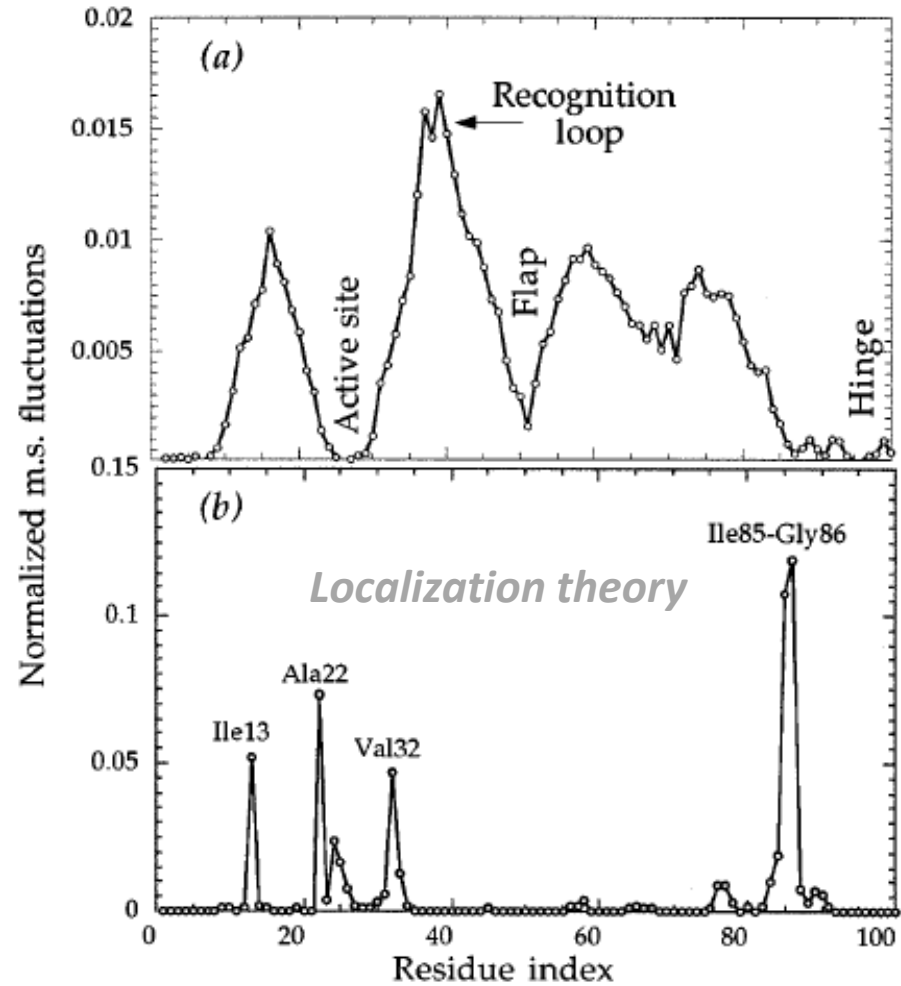 0.02
(a)
Recognition
loop
0.015
0.01
Flap
Active site
0.005
Hinge
Normalized m.s. fluctuations
0.15
(b)
Ile85-Gly86
Localization theory
0.1
Ala22
Ile13
Val32
0.05
0
0 20 40 60 80 100
Residue index